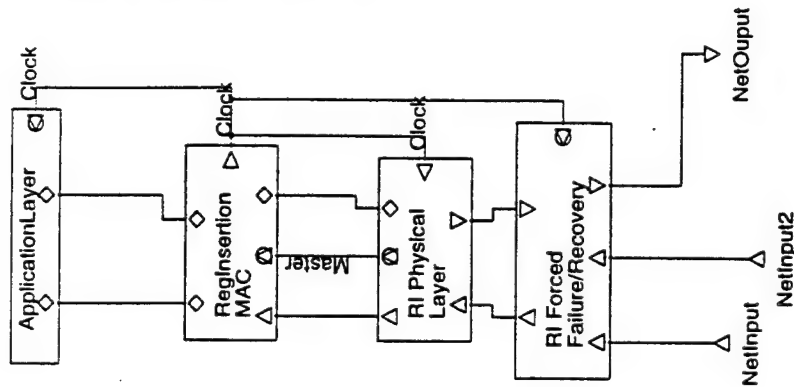 ApplicationLayer
Clock
RegInsertion
MAC
Clock
Master
RI Physical
Layer
Clock
RI Forced
Failure/Recovery
NetInput
NetInput2
NetOuput